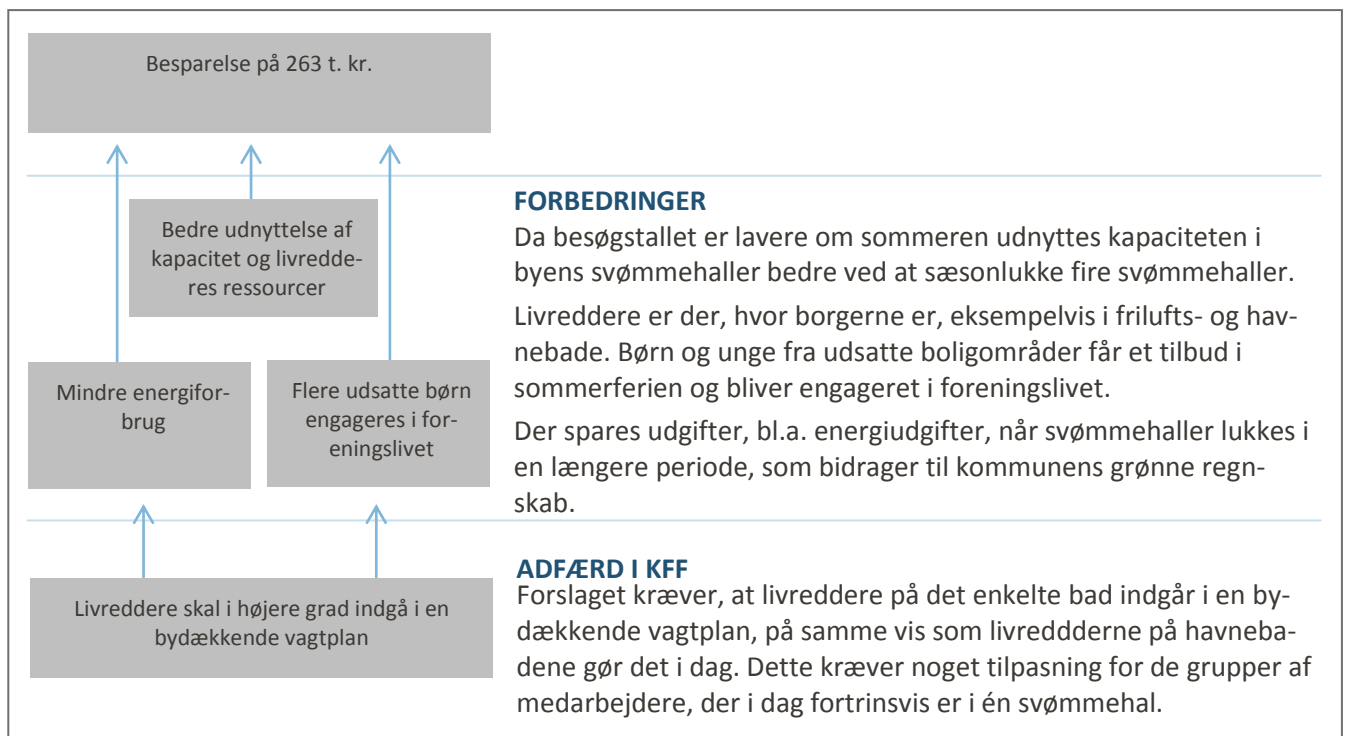 Besparelse på 263 t. kr.
Bedre udnyttelse af
kapacitet og livredde-
res ressourcer
Mindre energifor-
brug
Flere udsatte børn
engageres i for-
eningslivet
FORBEDRINGER
Da besøgstallet er lavere om sommeren udnyttes kapaciteten i
byens svømmehaller bedre ved at sæsonlukke fire svømmehaller.
Livreddere er der, hvor borgerne er, eksempelvis i frilufts- og hav-
nebade. Børn og unge fra udsatte boligområder får et tilbud i
sommerferien og bliver engageret i foreningslivet.
Der spares udgifter, bl.a. energiudgifter, når svømmehaller lukkes i
en længere periode, som bidrager til kommunens grønne regn-
skab.
Livreddere skal i højere grad indgå i en
bydækkende vagtplan
ADFÆRD I KFF
Forslaget kræver, at livreddere på det enkelte bad indgår i en by-
dækkende vagtplan, på samme vis som livreddderne på havneba-
dene gør det i dag. Dette kræver noget tilpasning for de grupper af
medarbejdere, der i dag fortrinsvis er i én svømmehal.